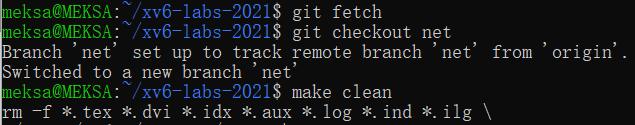 meksa@MEKSA:~/xv6-labs-2021$ git fetch
meksa@MEKSA:~/xv6-labs-2021$ git checkout net
Branch 'net' set up to track remote branch 'net' from 'origin'.
Switched to a new branch 'net'
meksa@MEKSA:~/xv6-labs-2021$ make clean
rm -f *.tex *.dvi *.idx *.aux *.log *.ind *.ilg \